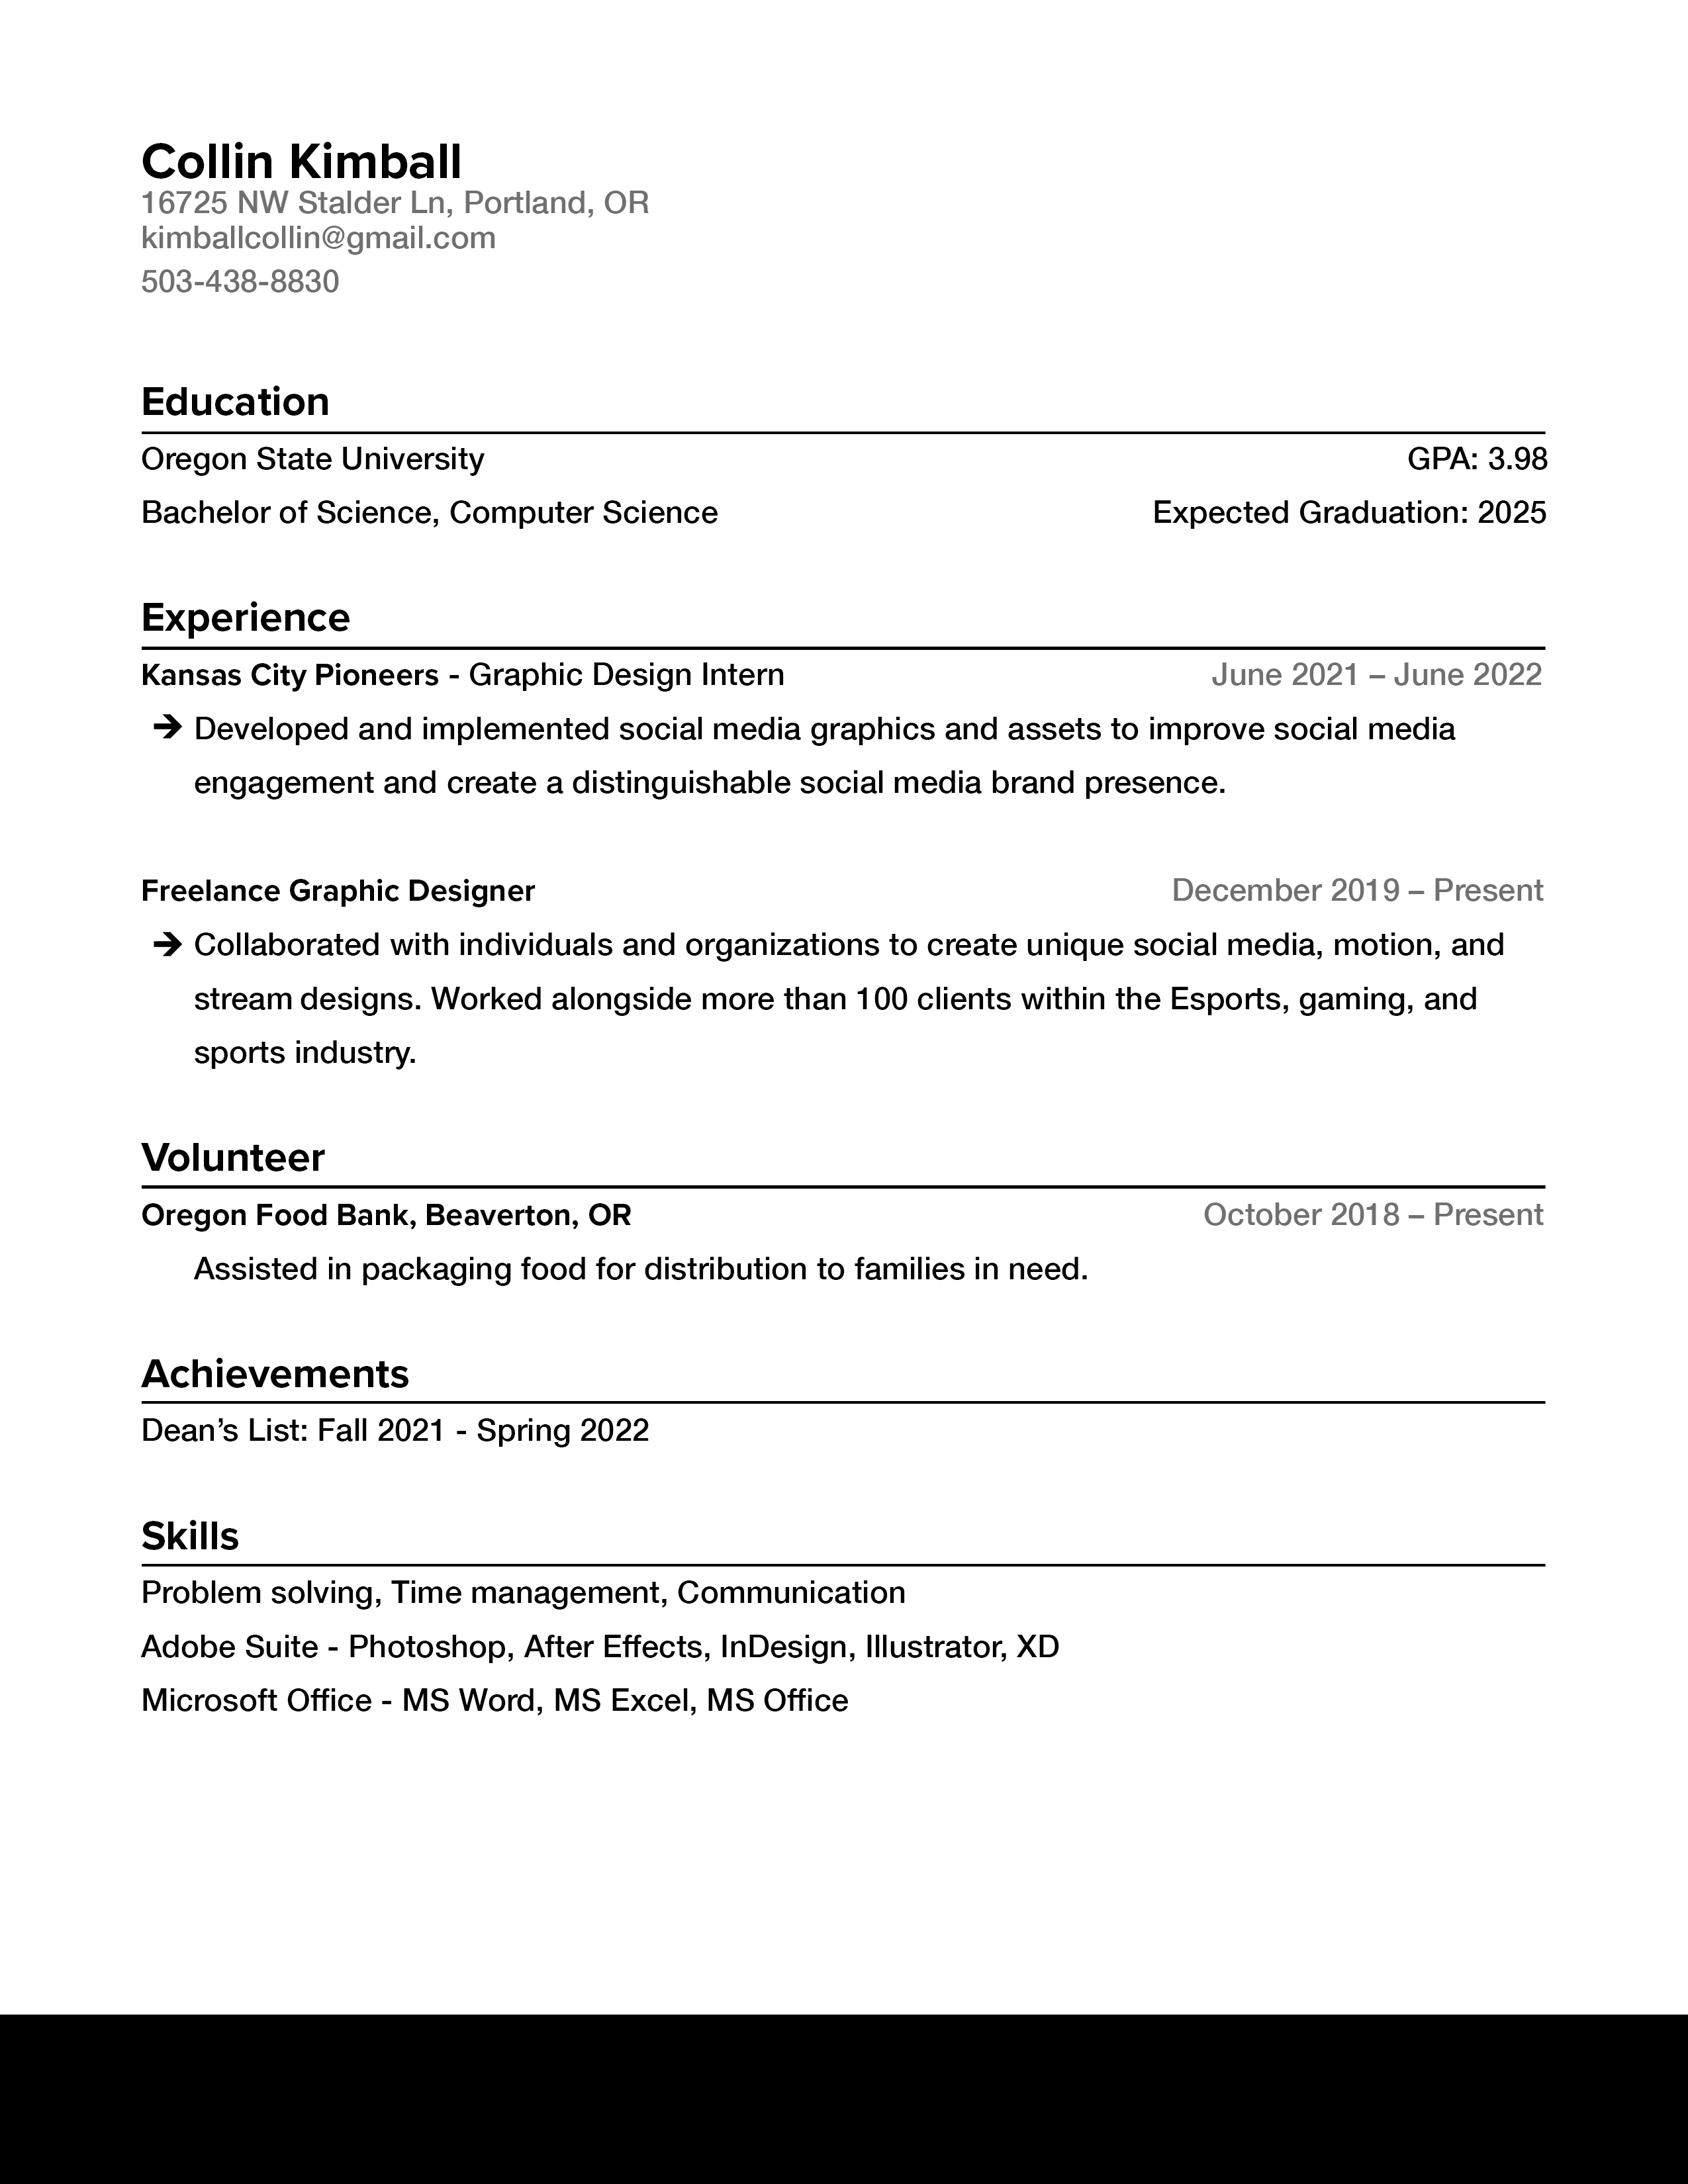 Collin Kimball
16725 NW Stalder Ln, Portland, OR
kimballcollin@gmail.com
503-438-8830
Education
Oregon State University GPA: 3.98
Bachelor of Science, Computer Science Expected Graduation: 2025
Experience
Kansas City Pioneers - Graphic Design Intern June 2021 – June 2022
➔ Developed and implemented social media graphics and assets to improve social media
engagement and create a distinguishable social media brand presence.
Freelance Graphic Designer December 2019 – Present
➔ Collaborated with individuals and organizations to create unique social media, motion, and
stream designs. Worked alongside more than 100 clients within the Esports, gaming, and
sports industry.
Volunteer
Oregon Food Bank, Beaverton, OR October 2018 – Present
Assisted in packaging food for distribution to families in need.
Achievements
Dean’s List: Fall 2021 - Spring 2022
Skills
Problem solving, Time management, Communication
Adobe Suite - Photoshop, After Effects, InDesign, Illustrator, XD
Microsoft Office - MS Word, MS Excel, MS Office